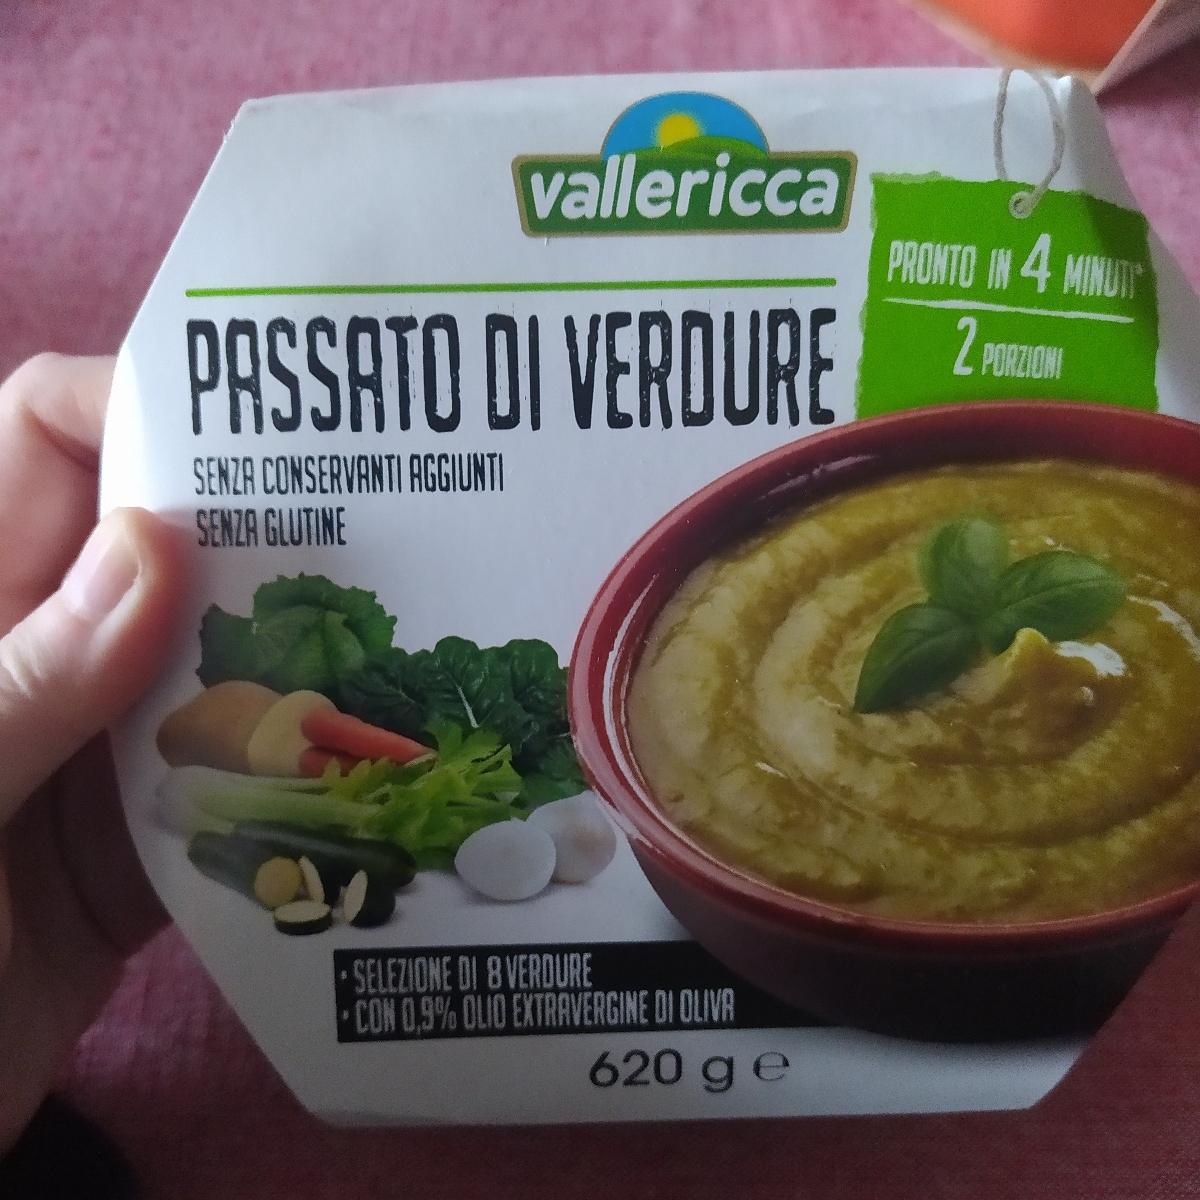 vallericca
PRONTO IN 4 MINUTI*
2 PORZIONI
PASSATO DI VERDURE
SENZA CONSERVANTI AGGIUNTI
SENZA GLUTINE
• SELEZIONE DI 8 VERDURE
• CON 0,9% OLIO EXTRAVERGINE DI OLIVA
620 g ℮